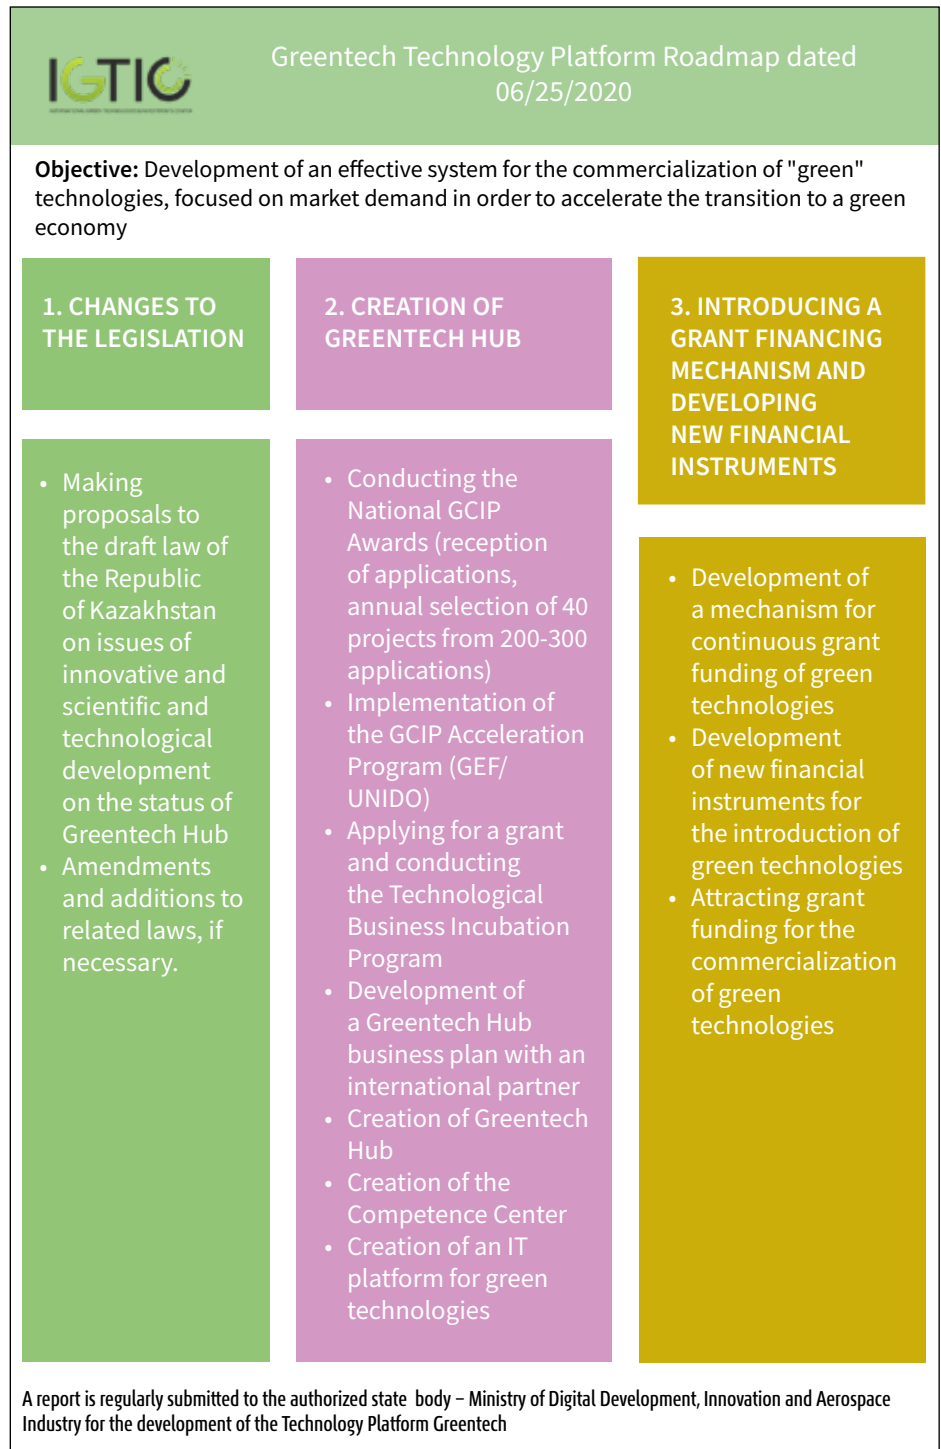 IGTIC
Greentech Technology Platform Roadmap dated
06/25/2020
Objective: Development of an effective system for the commercialization of "green"
technologies, focused on market demand in order to accelerate the transition to a green
economy
1. CHANGES TO
THE LEGISLATION
• Making
proposals to
the draft law of
the Republic
of Kazakhstan
on issues of
innovative and
scientific and
technological
development
on the status of
Greentech Hub
• Amendments
and additions to
related laws, if
necessary.
2. CREATION OF
GREENTECH HUB
• Conducting the
National GCIP
Awards (reception
of applications,
annual selection of 40
projects from 200-300
applications)
• Implementation of
the GCIP Acceleration
Program (GEF/
UNIDO)
• Applying for a grant
and conducting
the Technological
Business Incubation
Program
• Development of
a Greentech Hub
business plan with an
international partner
• Creation of Greentech
Hub
• Creation of the
Competence Center
• Creation of an IT
platform for green
technologies
3. INTRODUCING A
GRANT FINANCING
MECHANISM AND
DEVELOPING
NEW FINANCIAL
INSTRUMENTS
• Development of
a mechanism for
continuous grant
funding of green
technologies
• Development
of new financial
instruments for
the introduction of
green technologies
• Attracting grant
funding for the
commercialization
of green
technologies
A report is regularly submitted to the authorized state body – Ministry of Digital Development, Innovation and Aerospace
Industry for the development of the Technology Platform Greentech